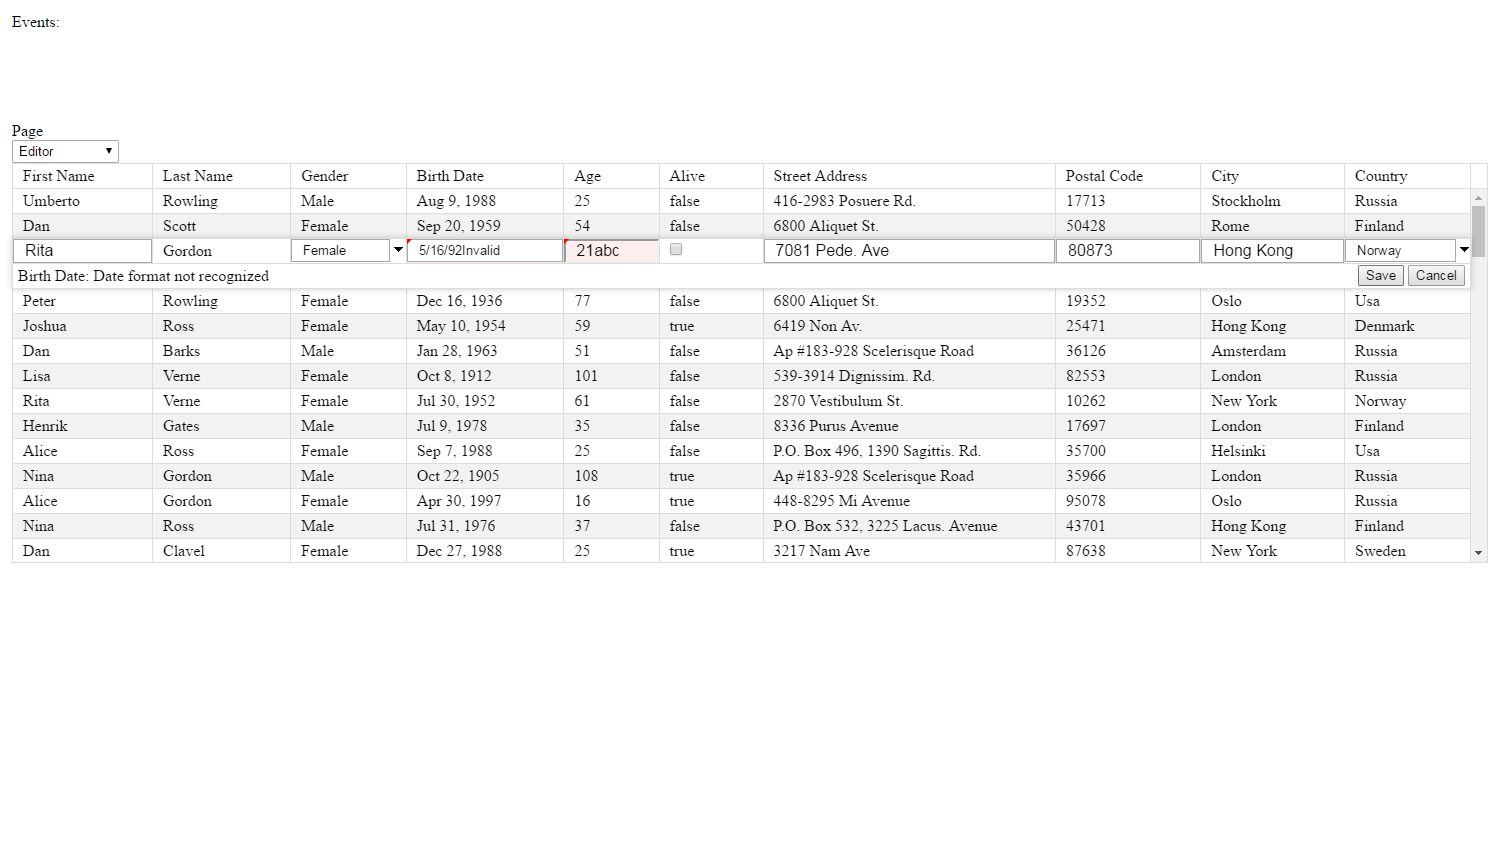 Events:
Page
Editor
First Name Last Name Gender Birth Date Age Alive Street Address Postal Code City Country
Umberto Rowling Male Aug 9, 1988 25 false 416-2983 Posuere Rd. 17713 Stockholm Russia
Dan Scott Female Sep 20, 1959 54 false 6800 Aliquet St. 50428 Rome Finland
Rita Gordon Female 5/16/92Invalid 21abc 7081 Pede. Ave 80873 Hong Kong Norway
Birth Date: Date format not recognized Save Cancel
Peter Rowling Female Dec 16, 1936 77 false 6800 Aliquet St. 19352 Oslo Usa
Joshua Ross Female May 10, 1954 59 true 6419 Non Av. 25471 Hong Kong Denmark
Dan Barks Male Jan 28, 1963 51 false Ap #183-928 Scelerisque Road 36126 Amsterdam Russia
Lisa Verne Female Oct 8, 1912 101 false 539-3914 Dignissim. Rd. 82553 London Russia
Rita Verne Female Jul 30, 1952 61 false 2870 Vestibulum St. 10262 New York Norway
Henrik Gates Male Jul 9, 1978 35 false 8336 Purus Avenue 17697 London Finland
Alice Ross Female Sep 7, 1988 25 false P.O. Box 496, 1390 Sagittis. Rd. 35700 Helsinki Usa
Nina Gordon Male Oct 22, 1905 108 true Ap #183-928 Scelerisque Road 35966 London Russia
Alice Gordon Female Apr 30, 1997 16 true 448-8295 Mi Avenue 95078 Oslo Russia
Nina Ross Male Jul 31, 1976 37 false P.O. Box 532, 3225 Lacus. Avenue 43701 Hong Kong Finland
Dan Clavel Female Dec 27, 1988 25 true 3217 Nam Ave 87638 New York Sweden